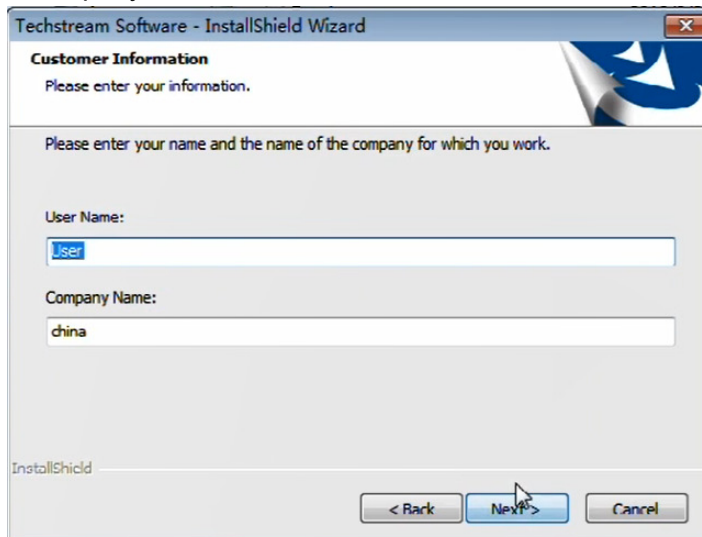 Techstream Software - InstallShield Wizard
Customer Information
Please enter your information.
Please enter your name and the name of the company for which you work.
User Name:
User
Company Name:
china
InstallShield
< Back
Next >
Cancel